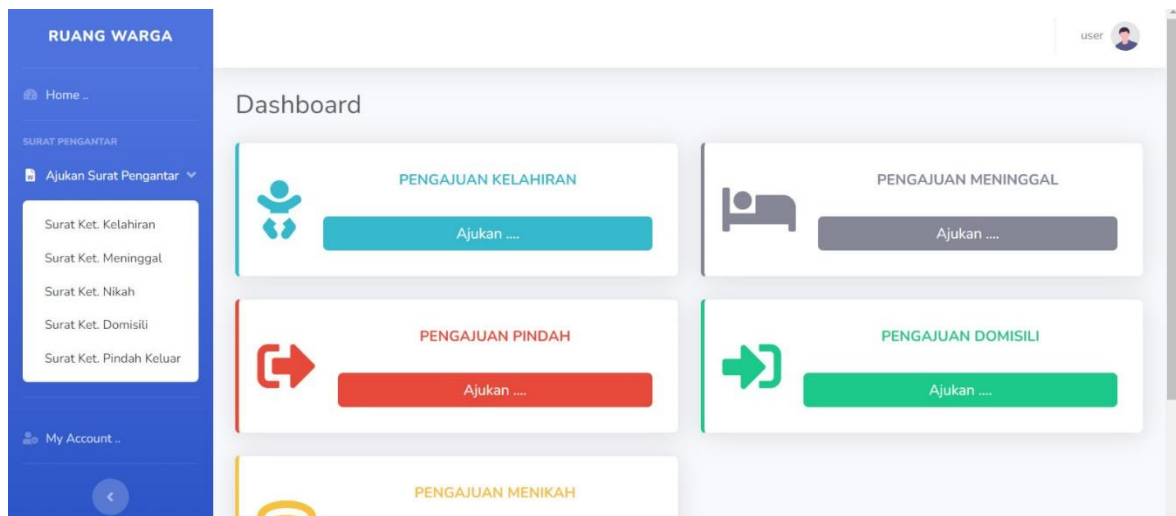 RUANG WARGA
user
Home ..
Dashboard
SURAT PENGANTAR
Ajukan Surat Pengantar
Surat Ket. Kelahiran
Surat Ket. Meninggal
Surat Ket. Nikah
Surat Ket. Domisili
Surat Ket. Pindah Keluar
My Account ..
PENGAJUAN KELAHIRAN
Ajukan ....
PENGAJUAN MENINGGAL
Ajukan ....
PENGAJUAN PINDAH
Ajukan ....
PENGAJUAN DOMISILI
Ajukan ....
PENGAJUAN MENIKAH